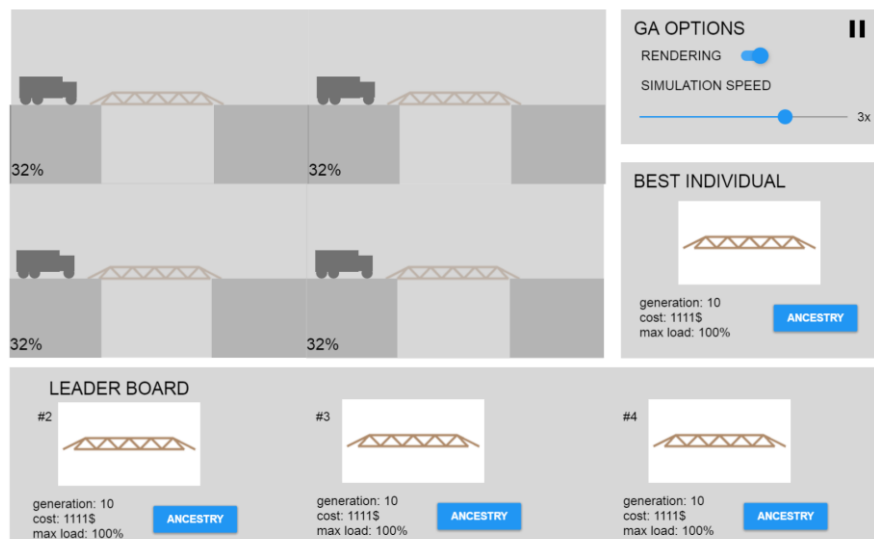 32%
32%
32%
32%
GA OPTIONS
RENDERING
SIMULATION SPEED
3x
BEST INDIVIDUAL
generation: 10
cost: 1111$
max load: 100%
ANCESTRY
LEADER BOARD
#2
generation: 10
cost: 1111$
max load: 100%
ANCESTRY
#3
generation: 10
cost: 1111$
max load: 100%
ANCESTRY
#4
generation: 10
cost: 1111$
max load: 100%
ANCESTRY